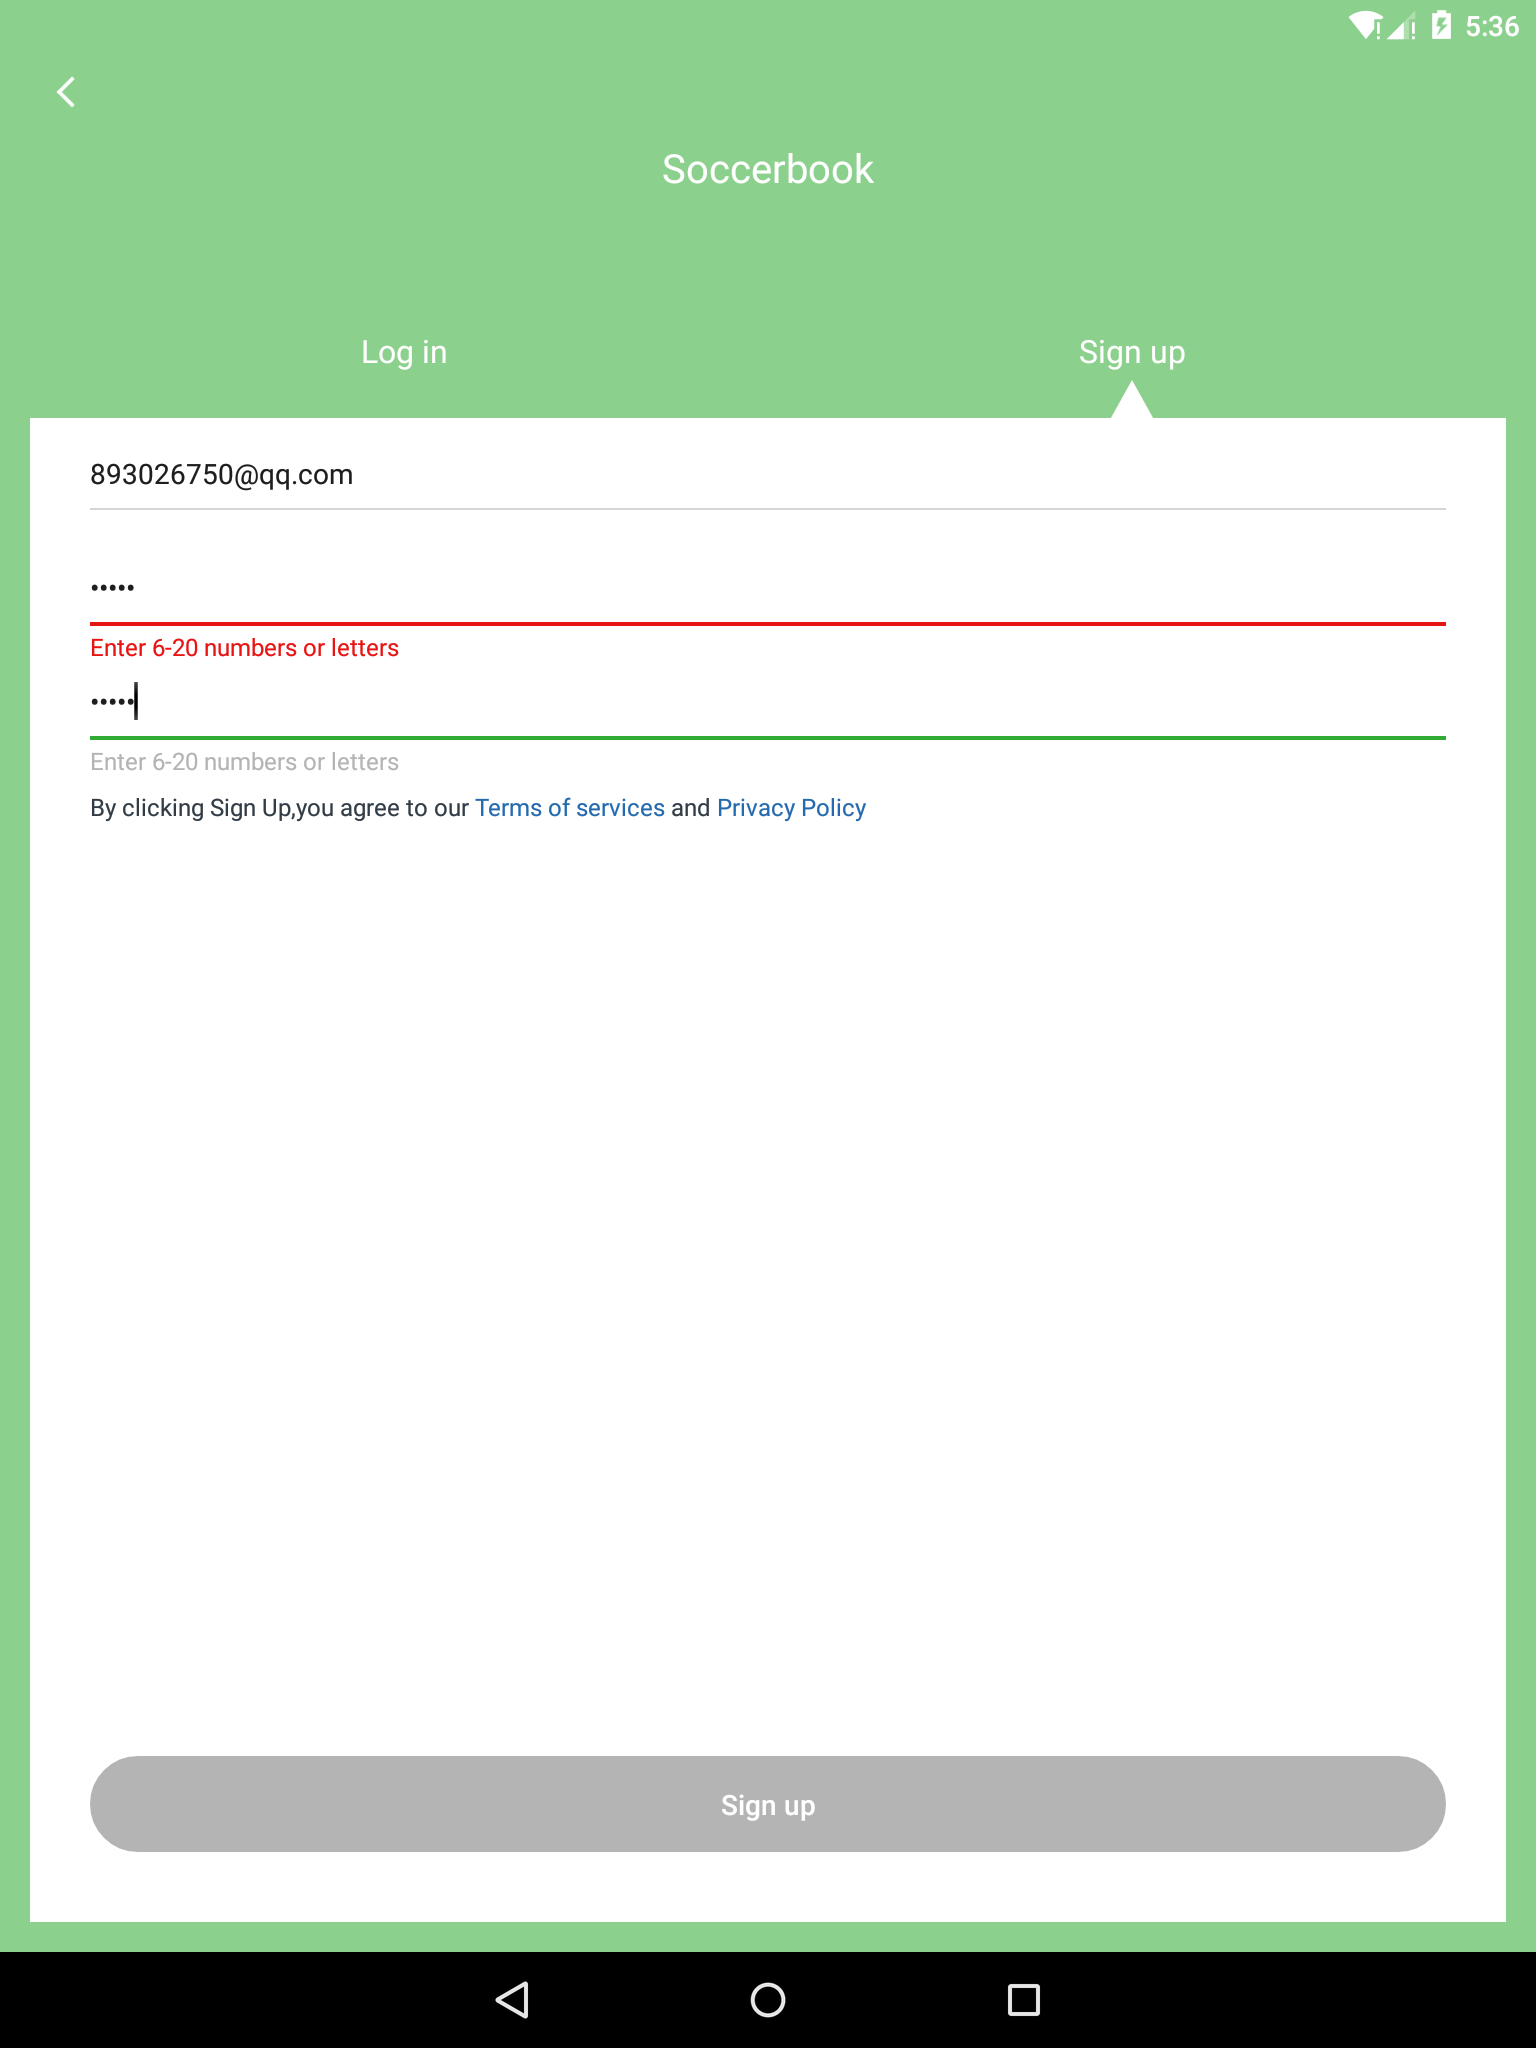 5:36
Soccerbook
Log in
Sign up
893026750@qq.com
•••••
Enter 6-20 numbers or letters
•••••
Enter 6-20 numbers or letters
By clicking Sign Up,you agree to our Terms of services and Privacy Policy
Sign up